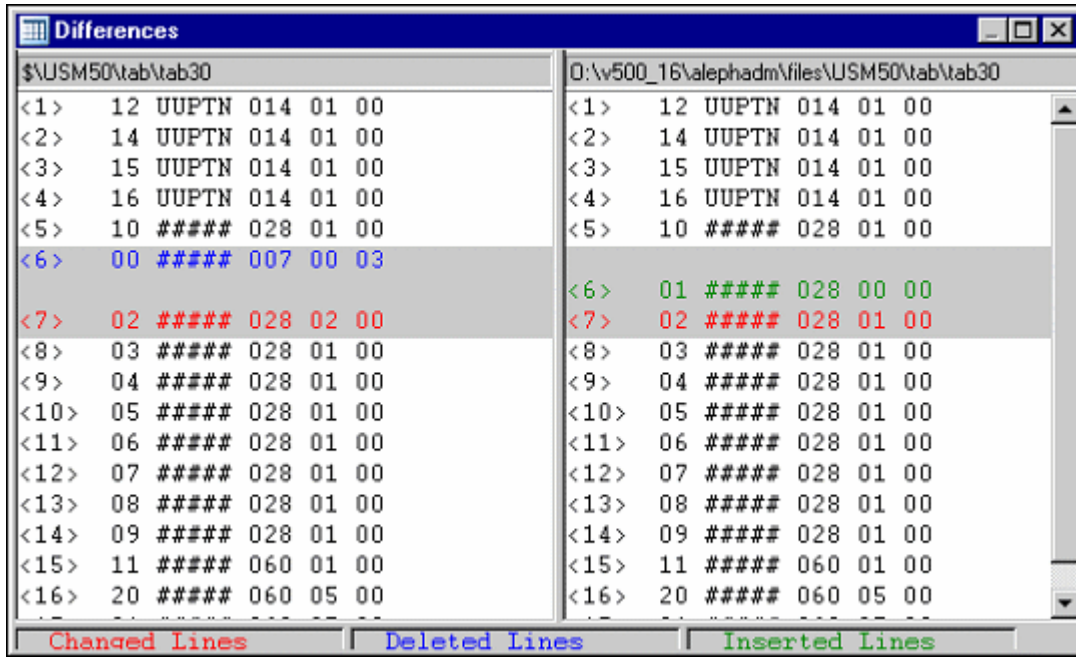 Differences
$\USM50\tab\tab30
<1> 12 UUPTN 014 01 00
<2> 14 UUPTN 014 01 00
<3> 15 UUPTN 014 01 00
<4> 16 UUPTN 014 01 00
<5> 10 ##### 028 01 00
<6> 00 ##### 007 00 03
<7> 02 ##### 028 02 00
<8> 03 ##### 028 01 00
<9> 04 ##### 028 01 00
<10> 05 ##### 028 01 00
<11> 06 ##### 028 01 00
<12> 07 ##### 028 01 00
<13> 08 ##### 028 01 00
<14> 09 ##### 028 01 00
<15> 11 ##### 060 01 00
<16> 20 ##### 060 05 00
O:\v500_16\alephadm\files\USM50\tab\tab30
<1> 12 UUPTN 014 01 00
<2> 14 UUPTN 014 01 00
<3> 15 UUPTN 014 01 00
<4> 16 UUPTN 014 01 00
<5> 10 ##### 028 01 00
<6> 01 ##### 028 00 00
<7> 02 ##### 028 01 00
<8> 03 ##### 028 01 00
<9> 04 ##### 028 01 00
<10> 05 ##### 028 01 00
<11> 06 ##### 028 01 00
<12> 07 ##### 028 01 00
<13> 08 ##### 028 01 00
<14> 09 ##### 028 01 00
<15> 11 ##### 060 01 00
<16> 20 ##### 060 05 00
Changed Lines
Deleted Lines
Inserted Lines